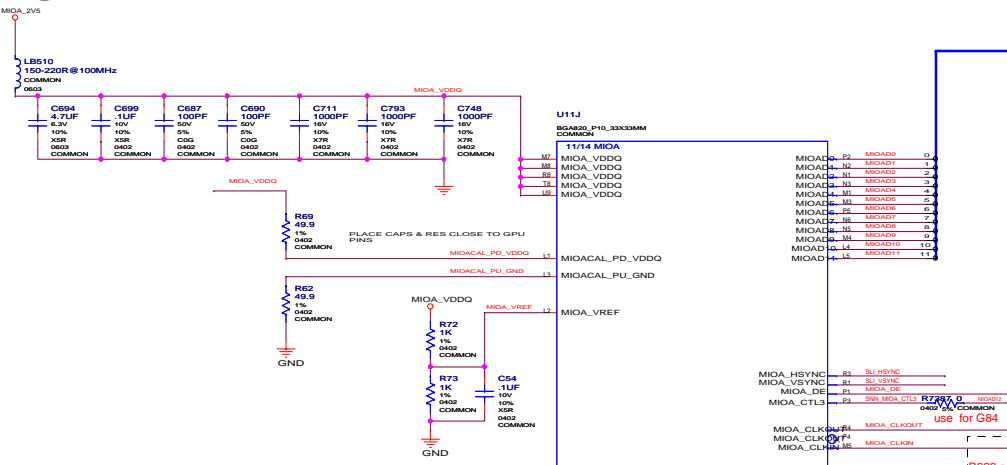 MIOA_2V5
LB510
150-220R@100MHz
COMMON
0603
MIOA_VDDQ
C694
4.7UF
6.3V
10%
X5R
0603
COMMON
C699
.1UF
10V
10%
X5R
0402
COMMON
C687
100PF
50V
5%
C0G
0402
COMMON
C690
100PF
50V
5%
C0G
0402
COMMON
C711
1000PF
16V
10%
X7R
0402
COMMON
C793
1000PF
16V
10%
X7R
0402
COMMON
C748
1000PF
16V
10%
X7R
0402
COMMON
U11J
BGA820_P10_33X33MM
COMMON
11/14 MIOA
M7 MIOA_VDDQ
M8 MIOA_VDDQ
R8 MIOA_VDDQ
T8 MIOA_VDDQ
U9 MIOA_VDDQ
MIOAD0 P2 MIOAD0 0
MIOAD1 N2 MIOAD1 1
MIOAD2 N1 MIOAD2 2
MIOAD3 N3 MIOAD3 3
MIOAD4 M1 MIOAD4 4
MIOAD5 M3 MIOAD5 5
MIOAD6 P5 MIOAD6 6
MIOAD7 N6 MIOAD7 7
MIOAD8 N5 MIOAD8 8
MIOAD9 M4 MIOAD9 9
MIOAD10 L4 MIOAD10 10
MIOAD11 L5 MIOAD11 11
MIOA_VDDQ
R69
49.9
1%
0402
COMMON
PLACE CAPS & RES CLOSE TO GPU
PINS
MIOACAL_PD_VDDQ L1 MIOACAL_PD_VDDQ
MIOACAL_PU_GND L3 MIOACAL_PU_GND
R62
49.9
1%
0402
COMMON
GND
MIOA_VDDQ
MIOA_VREF L2 MIOA_VREF
R72
1K
1%
0402
COMMON
R73
1K
1%
0402
COMMON
C54
.1UF
10V
10%
X5R
0402
COMMON
GND
MIOA_HSYNC R3 SLI_HSYNC
MIOA_VSYNC R1 SLI_VSYNC
MIOA_DE P1 MIOA_DE
MIOA_CTL3 P3 SNN_MIOA_CTL3 R7287 0 MIOAD12
0402 5% COMMON
use for G84
MIOA_CLKOUT R4 MIOA_CLKOUT
MIOA_CLKOUT P4
MIOA_CLKIN M5 MIOA_CLKIN